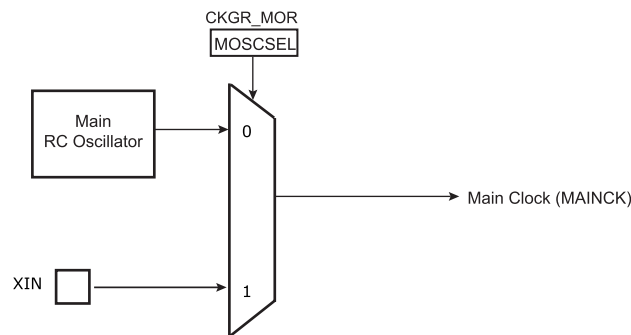 CKGR_MOR
MOSCSEL
Main
RC Oscillator
0
Main Clock (MAINCK)
XIN
1